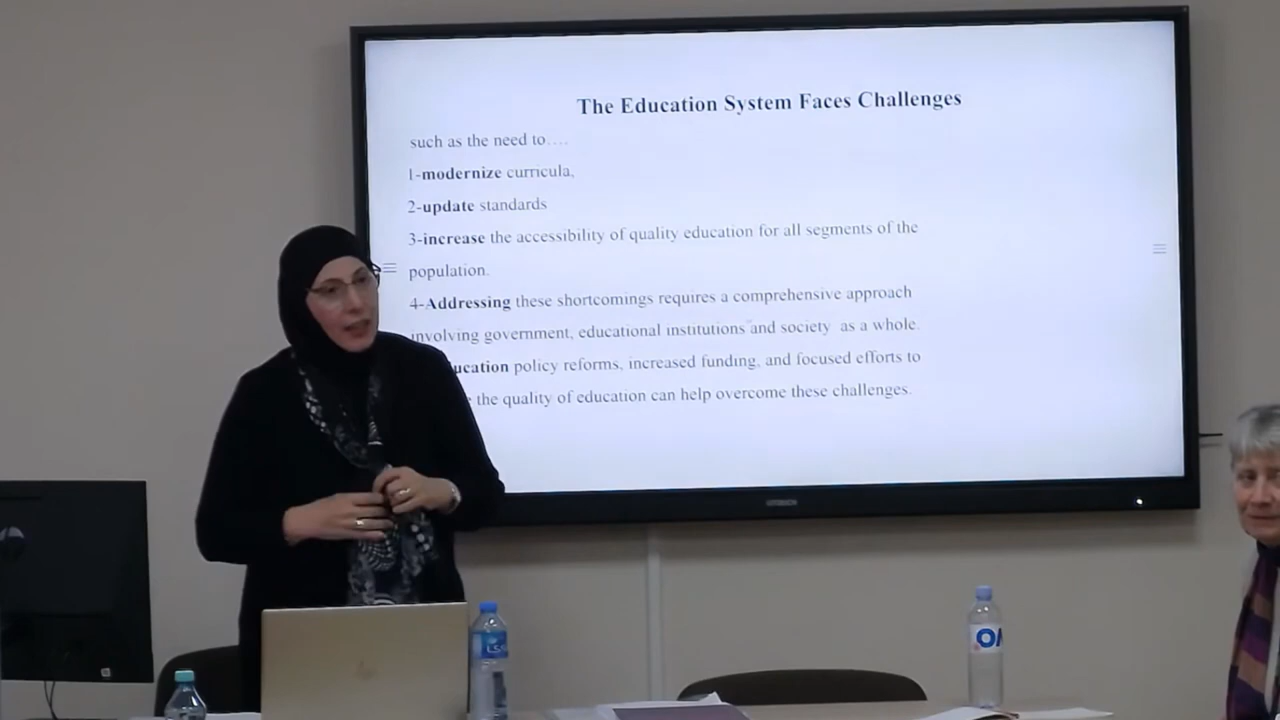 The Education System Faces Challenges
such as the need to....
1-modernize curricula,
2-update standards
3-increase the accessibility of quality education for all segments of the
population.
4-Addressing these shortcomings requires a comprehensive approach
involving government, educational institutions and society as a whole.
ucation policy reforms, increased funding, and focused efforts to
the quality of education can help overcome these challenges.